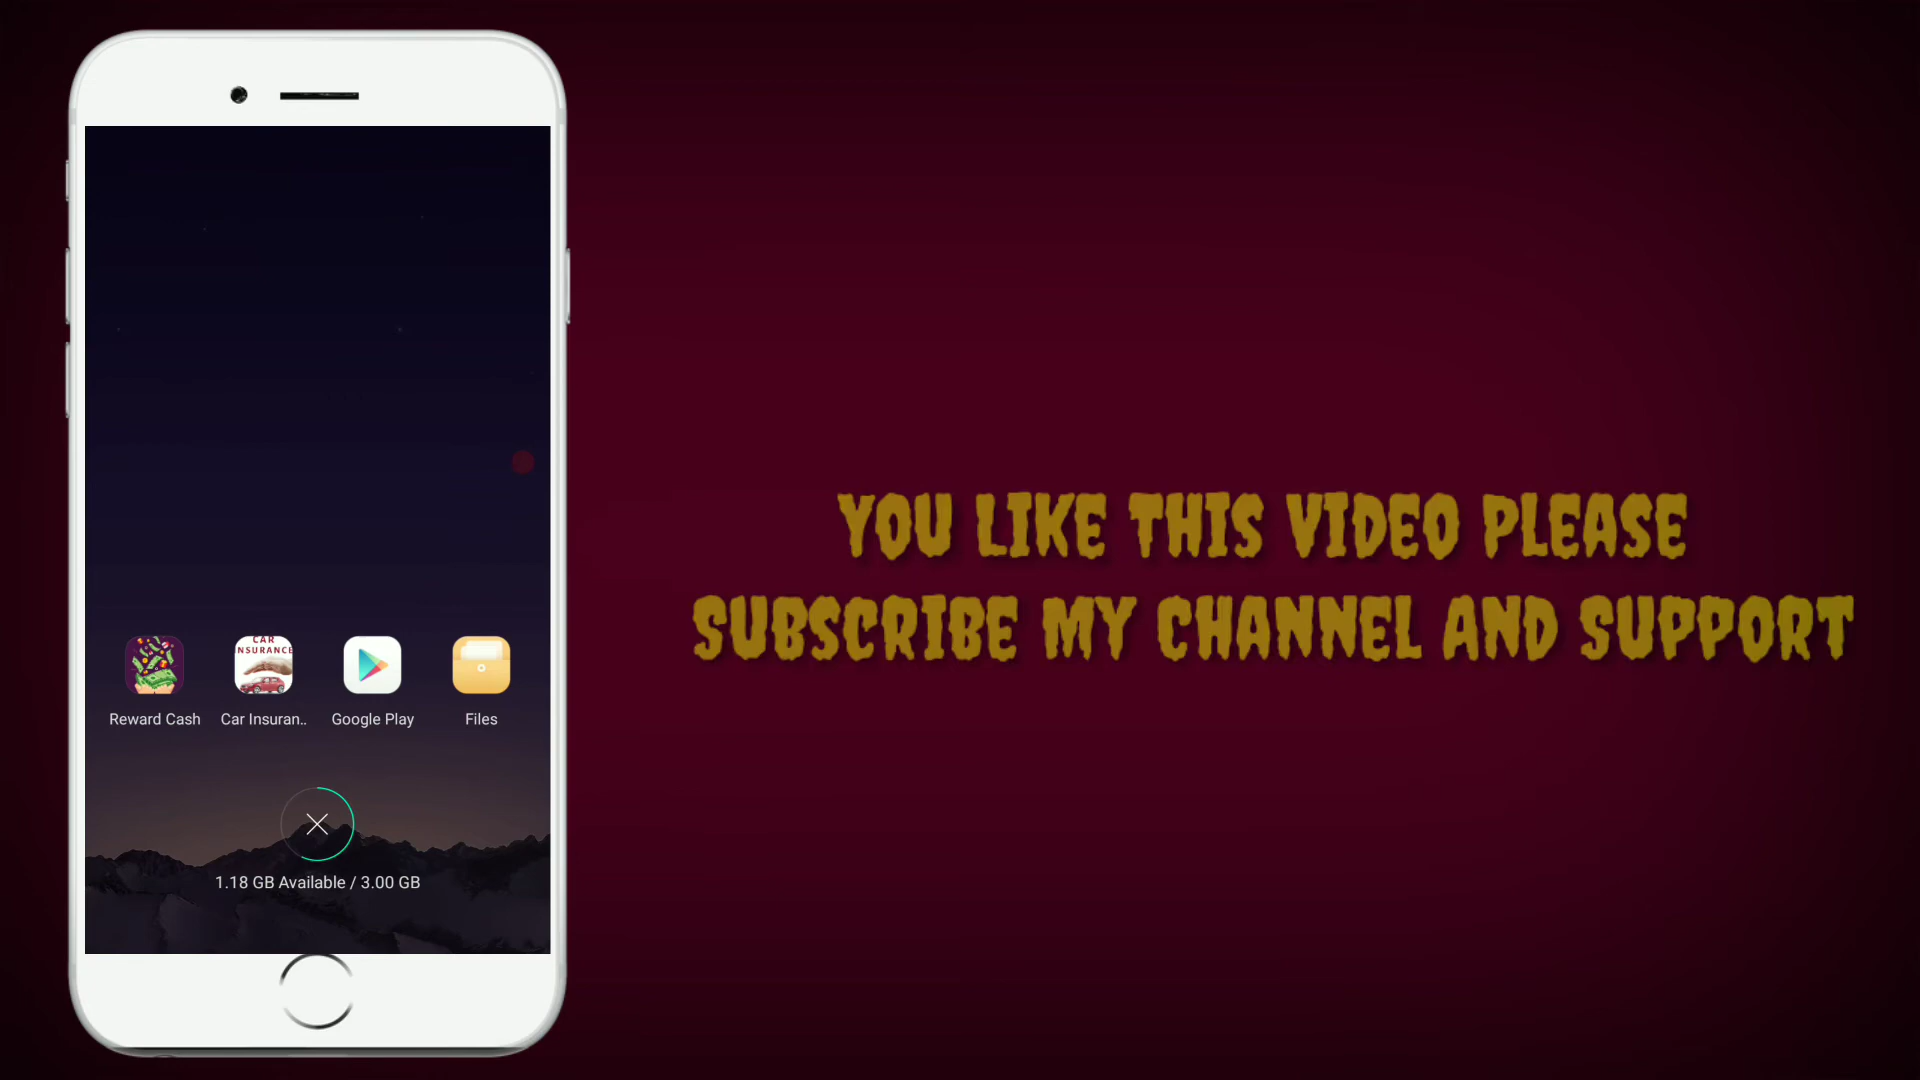 YOU LIKE THIS VIDEO PLEASE
SUBSCRIBE MY CHANNEL AND SUPPORT
CAR
NSURANCE
Reward Cash
Car Insuran..
Google Play
Files
1.18 GB Available / 3.00 GB